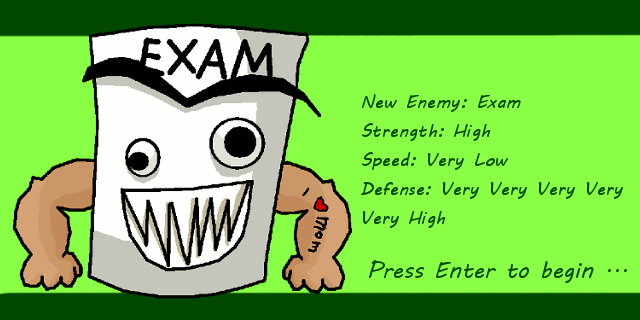 EXAM
New Enemy: Exam
Strength: High
Speed: Very Low
Defense: Very Very Very Very
Very High
I ❤ mom
Press Enter to begin ...